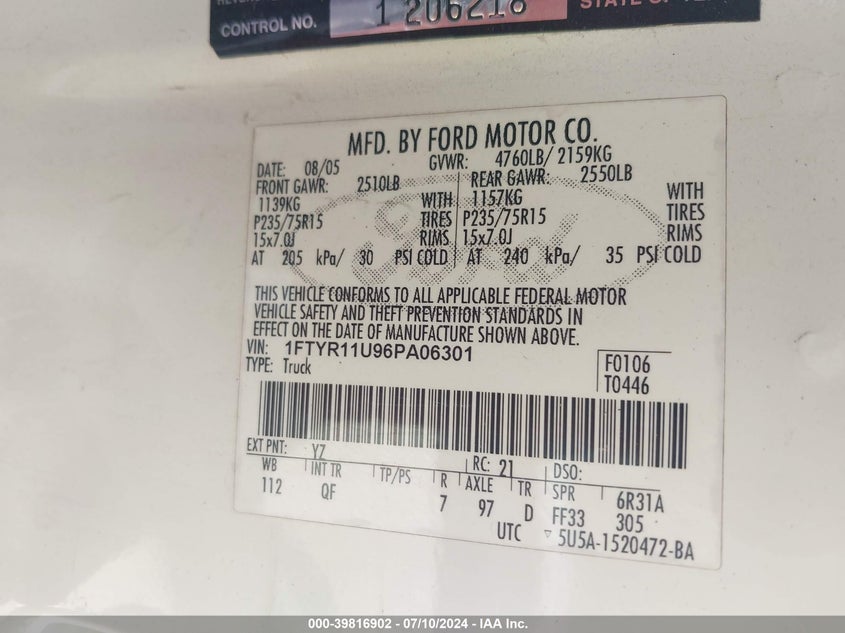 CONTROL NO. 1 206218 STATE OF
MFD. BY FORD MOTOR CO.
DATE: 08/05 GVWR: 4760LB/ 2159KG
FRONT GAWR: 2510LB REAR GAWR: 2550LB
1139KG WITH 1157KG WITH
P235/75R15 TIRES P235/75R15 TIRES
15x7.0J RIMS 15x7.0J RIMS
AT 205 kPa/ 30 PSI COLD AT 240 kPa/ 35 PSI COLD
Ford
THIS VEHICLE CONFORMS TO ALL APPLICABLE FEDERAL MOTOR
VEHICLE SAFETY AND THEFT PREVENTION STANDARDS IN
EFFECT ON THE DATE OF MANUFACTURE SHOWN ABOVE.
VIN: 1FTYR11U96PA06301
TYPE: Truck
F0106
T0446
EXT PNT: YZ RC: 21 DSO:
WB INT TR TP/PS R AXLE TR SPR 6R31A
112 QF 7 97 D FF33 305
UTC ▽ 5U5A-1520472-BA
000-39816902 - 07/10/2024 - IAA Inc.